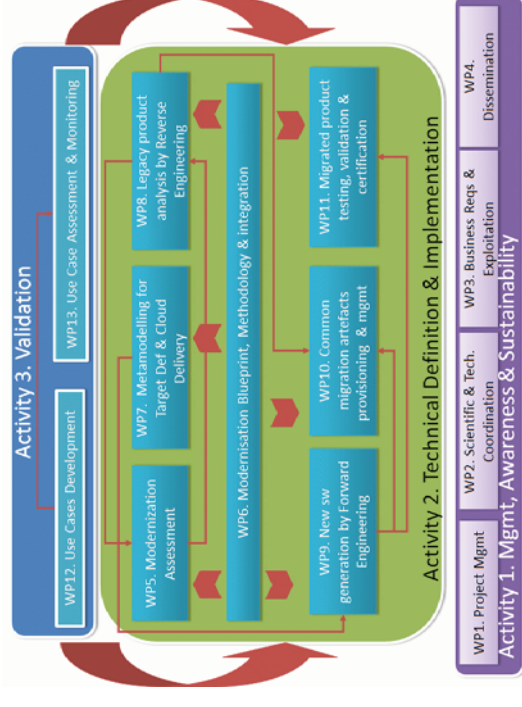 Activity 3. Validation
WP12. Use Cases Development
WP13. Use Case Assessment & Monitoring
WP5. Modernization
Assessment
WP7. Metamodelling for
Target Def & Cloud
Delivery
WP8. Legacy product
analysis by Reverse
Engineering
WP6. Modernisation Blueprint, Methodology & integration
WP9. New sw
generation by Forward
Engineering
WP10. Common
migration artefacts
provisioning & mgmt
WP11. Migrated product
testing, validation &
certification
Activity 2. Technical Definition & Implementation
WP1. Project Mgmt
WP2. Scientific & Tech.
Coordination
WP3. Business Reqs &
Exploitation
WP4.
Dissemination
Activity 1. Mgmt, Awareness & Sustainability